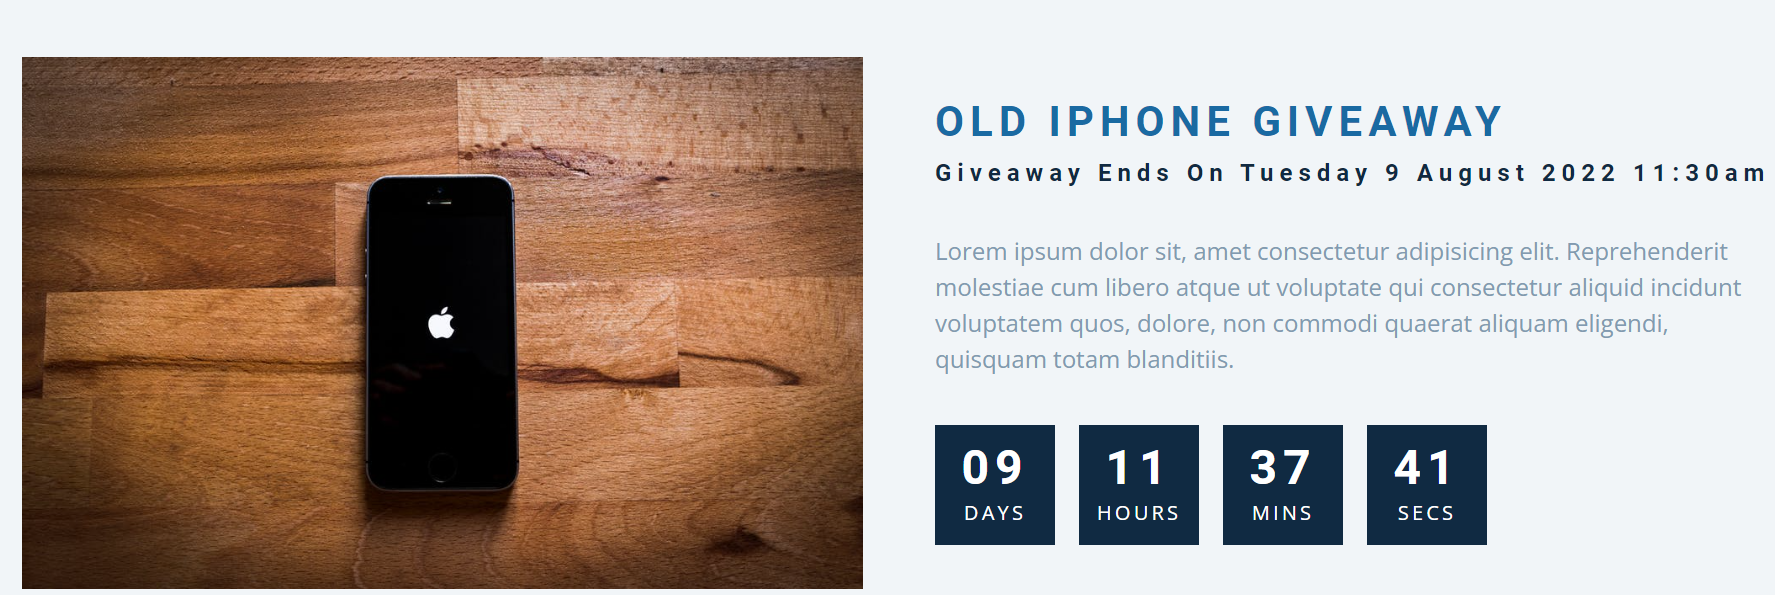 OLD IPHONE GIVEAWAY
Giveaway Ends On Tuesday 9 August 2022 11:30am
Lorem ipsum dolor sit, amet consectetur adipisicing elit. Reprehenderit
molestiae cum libero atque ut voluptate qui consectetur aliquid incidunt
voluptatem quos, dolore, non commodi quaerat aliquam eligendi,
quisquam totam blanditiis.
09 11 37 41
DAYS HOURS MINS SECS